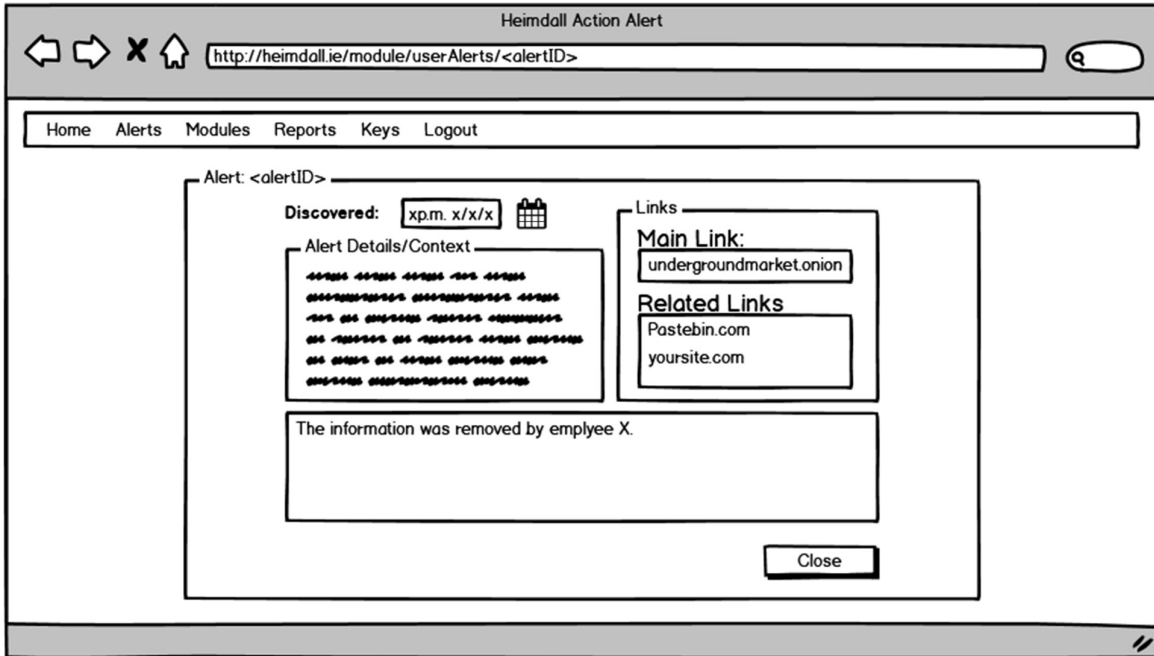 Heimdall Action Alert
http://heimdall.ie/module/userAlerts/<alertID>
Home Alerts Modules Reports Keys Logout
Alert: <alertID>
Discovered: xp.m. x/x/x
Alert Details/Context
Links
Main Link:
undergroundmarket.onion
Related Links
Pastebin.com
yoursite.com
The information was removed by emplyee X.
Close